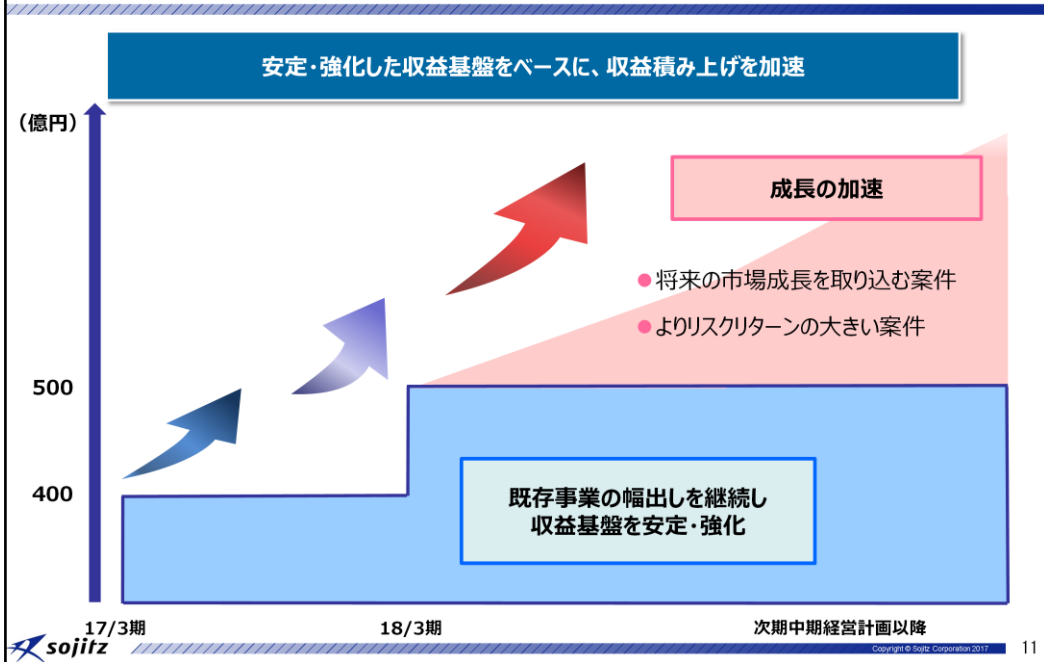 安定･強化した収益基盤をベースに、収益積み上げを加速
（億円）
成長の加速
●将来の市場成長を取り込む案件
●よりリスクリターンの大きい案件
500
400
既存事業の幅出しを継続し
収益基盤を安定･強化
17/3期
18/3期
次期中期経営計画以降
sojitz
Copyright © Sojitz Corporation 2017
11